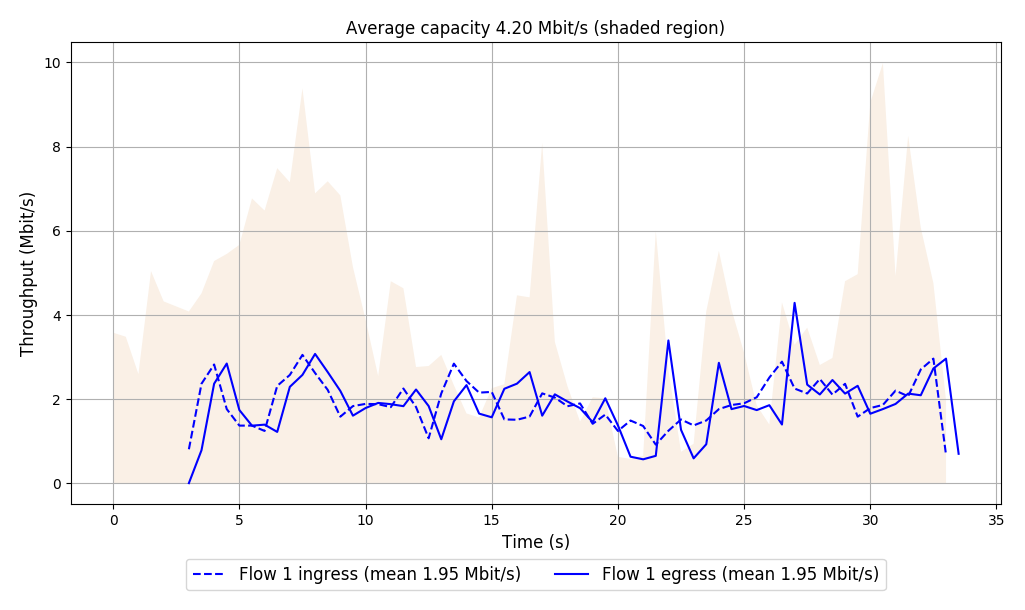 Average capacity 4.20 Mbit/s (shaded region)
Throughput (Mbit/s)
10
8
6
4
2
0
0 5 10 15 20 25 30 35
Time (s)
Flow 1 ingress (mean 1.95 Mbit/s) Flow 1 egress (mean 1.95 Mbit/s)